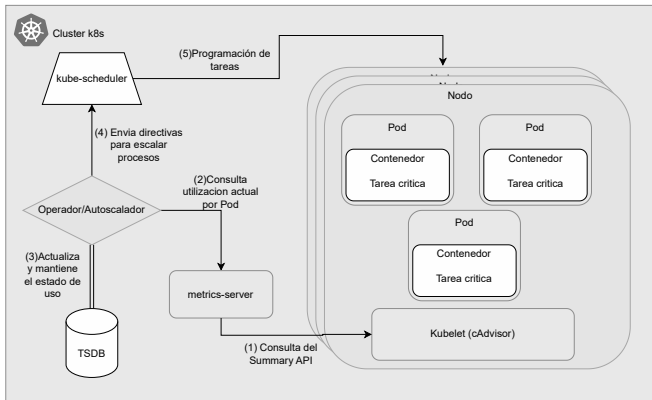 Cluster k8s
(5)Programación de
tareas
kube-scheduler
Nodo
(4) Envia directivas
para escalar
procesos
Pod
Contenedor
Tarea critica
Pod
Contenedor
Tarea critica
(2)Consulta
utilizacion actual
por Pod
Operador/Autoscalador
Pod
Contenedor
Tarea critica
(3)Actualiza
y mantiene
el estado de
uso
metrics-server
Kubelet (cAdvisor)
(1) Consulta del
Summary API
TSDB